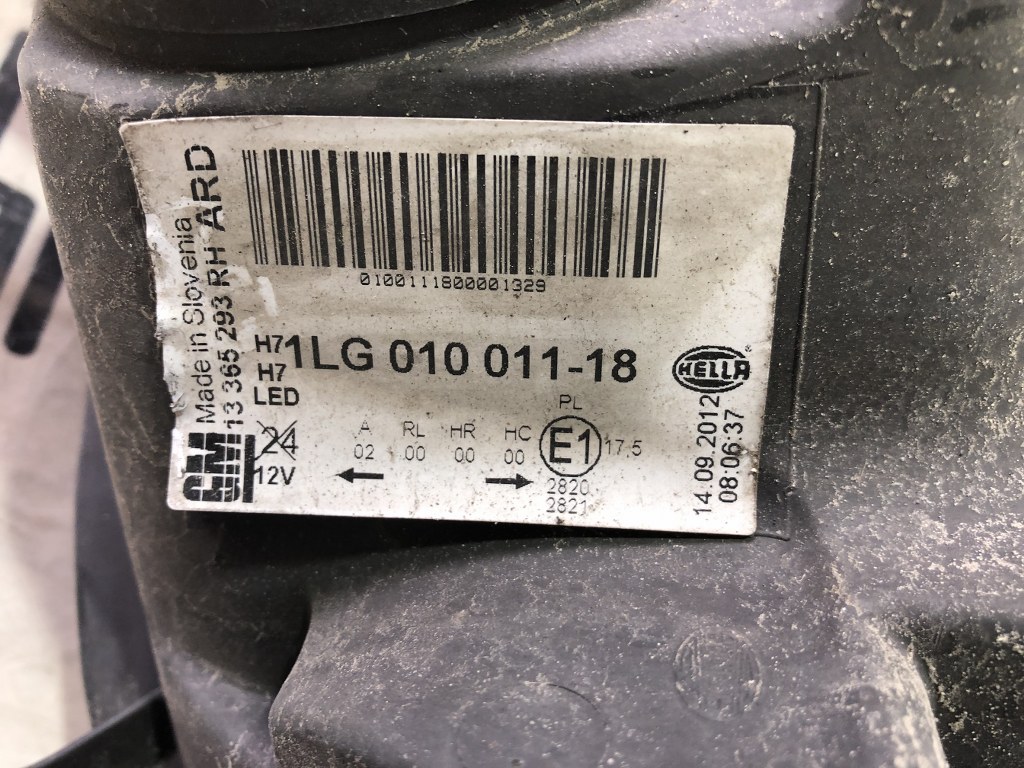 0100111800001329
Made in Slovenia
13 365 293 RH ARD
H7
H7
LED
1LG 010 011-18
HELLA
®
24
12V
A
02
RL
00
HR
00
HC
00
PL
E1
17.5
2820
2821
14.09.2012
08:06:37
GM